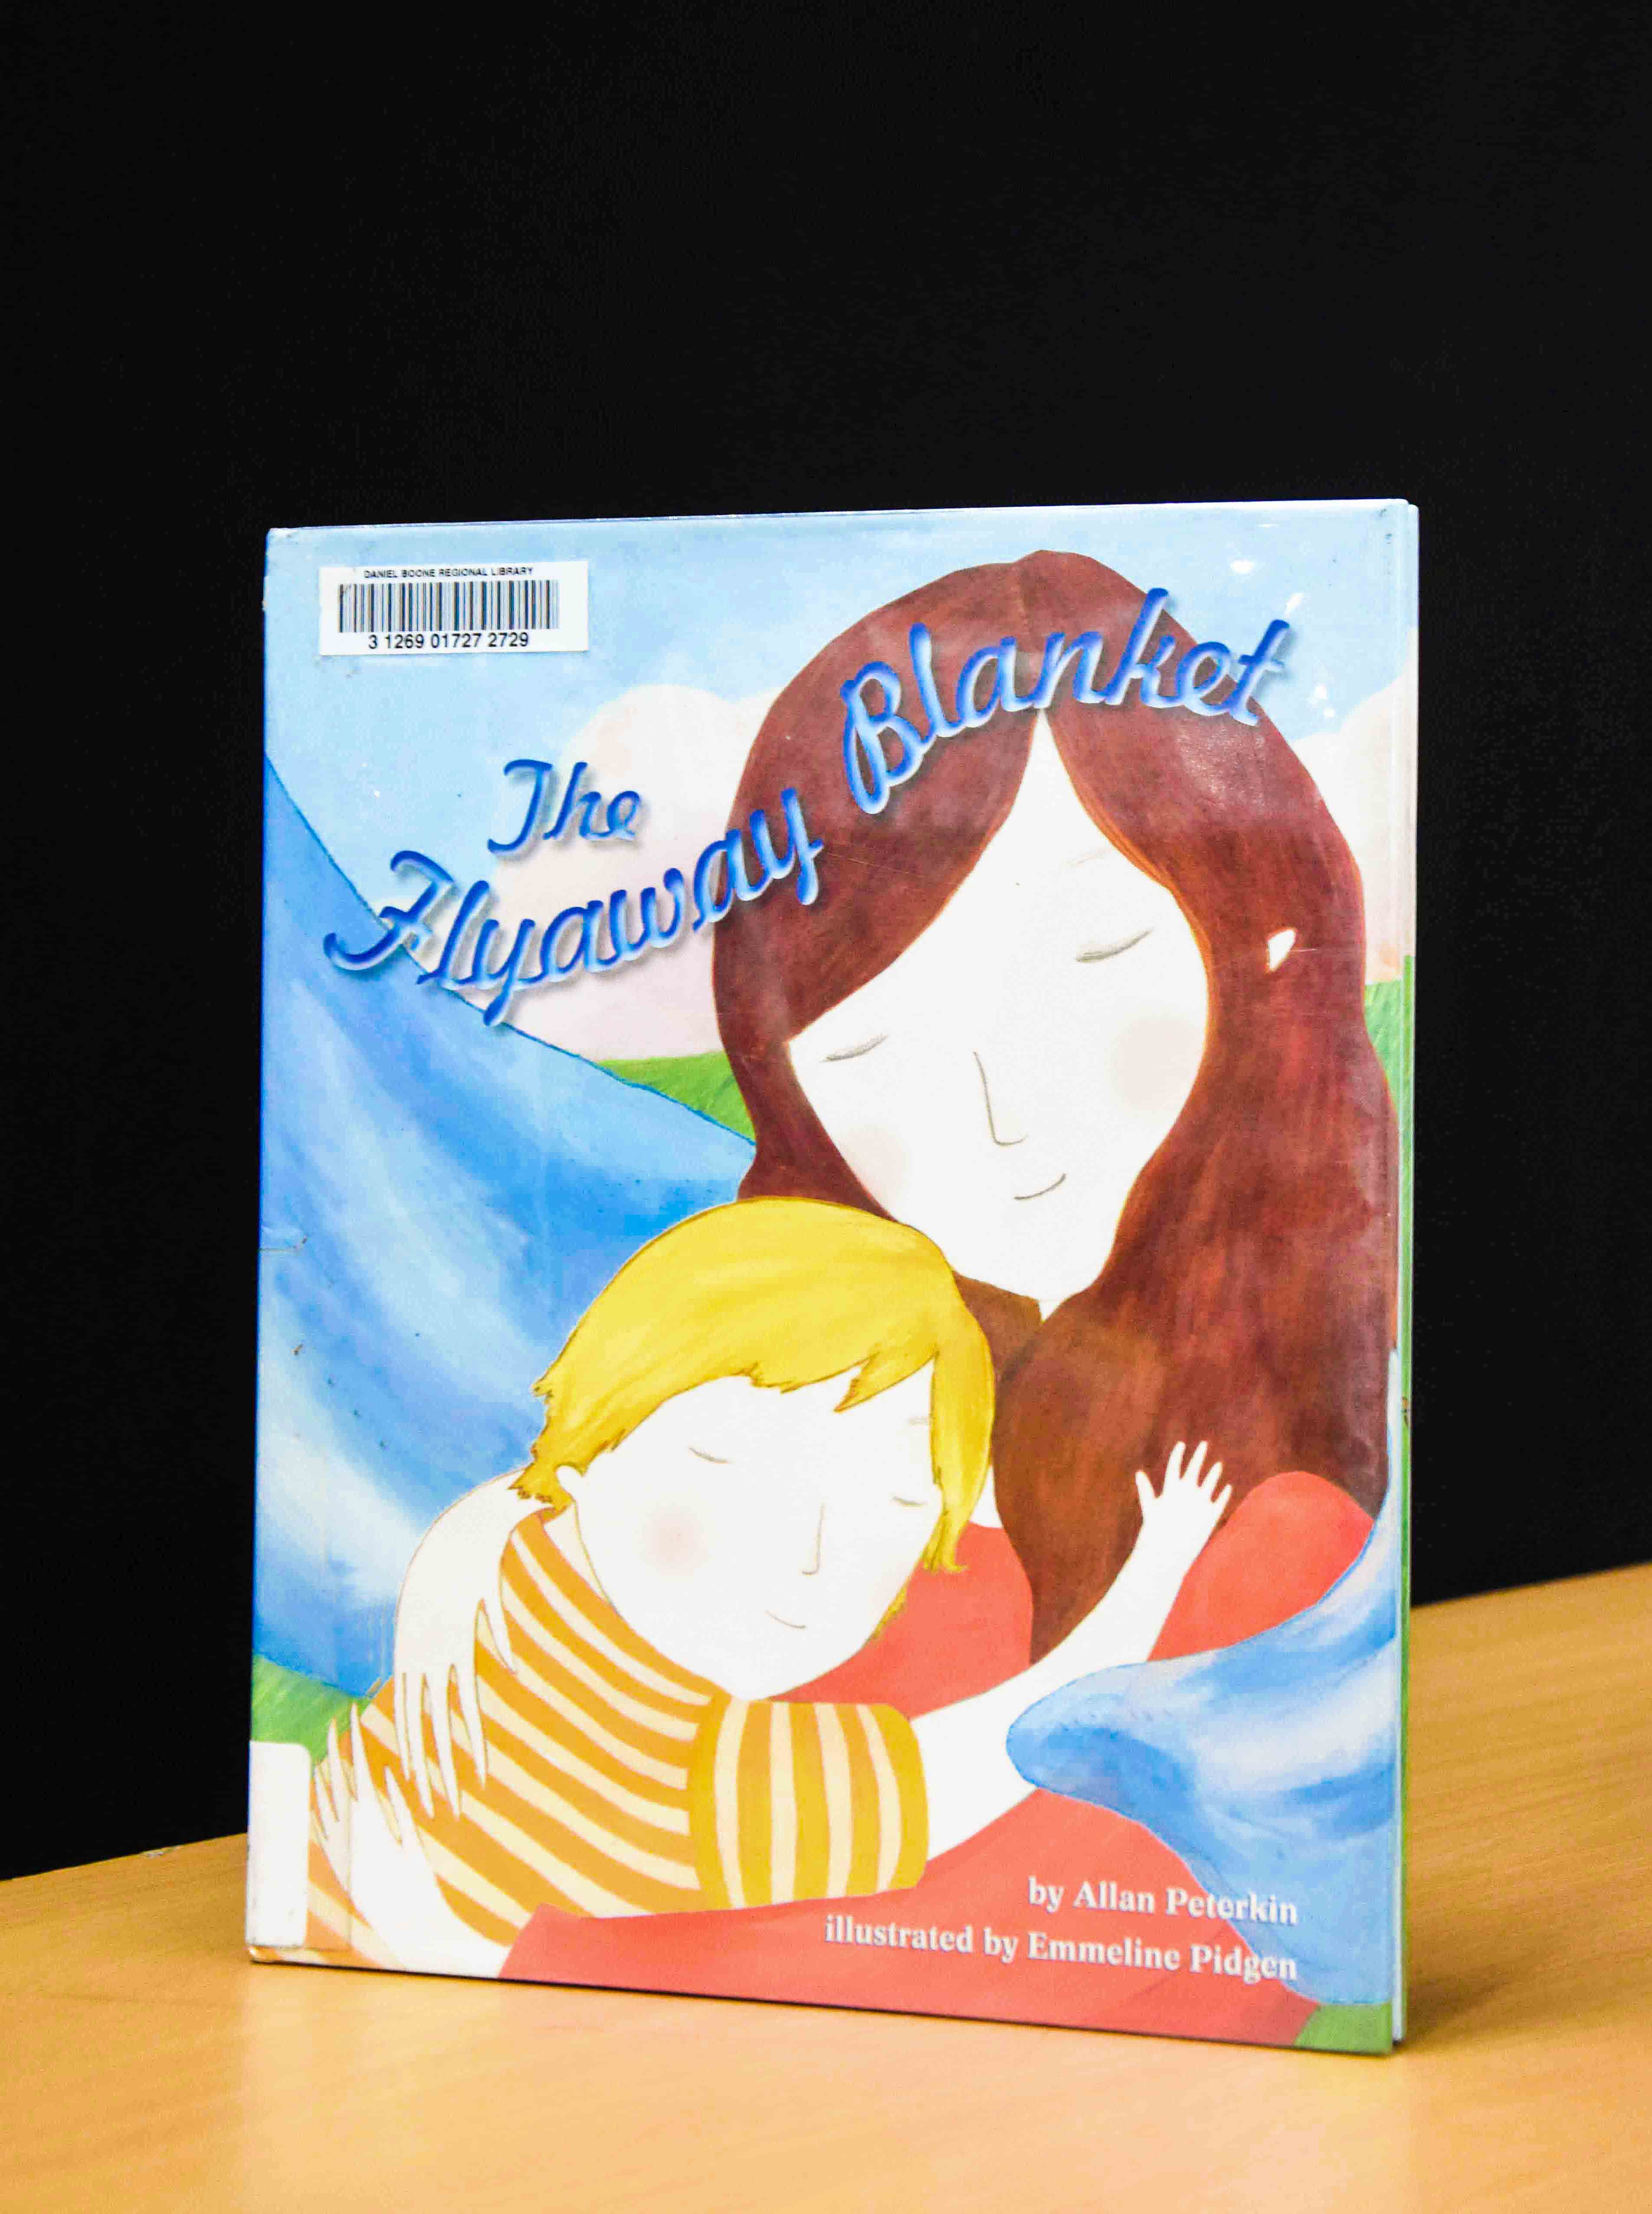 DANIEL BOONE REGIONAL LIBRARY
3 1269 01727 2729
The
Flyaway Blanket
by Allan Peterkin
illustrated by Emmeline Pidgen